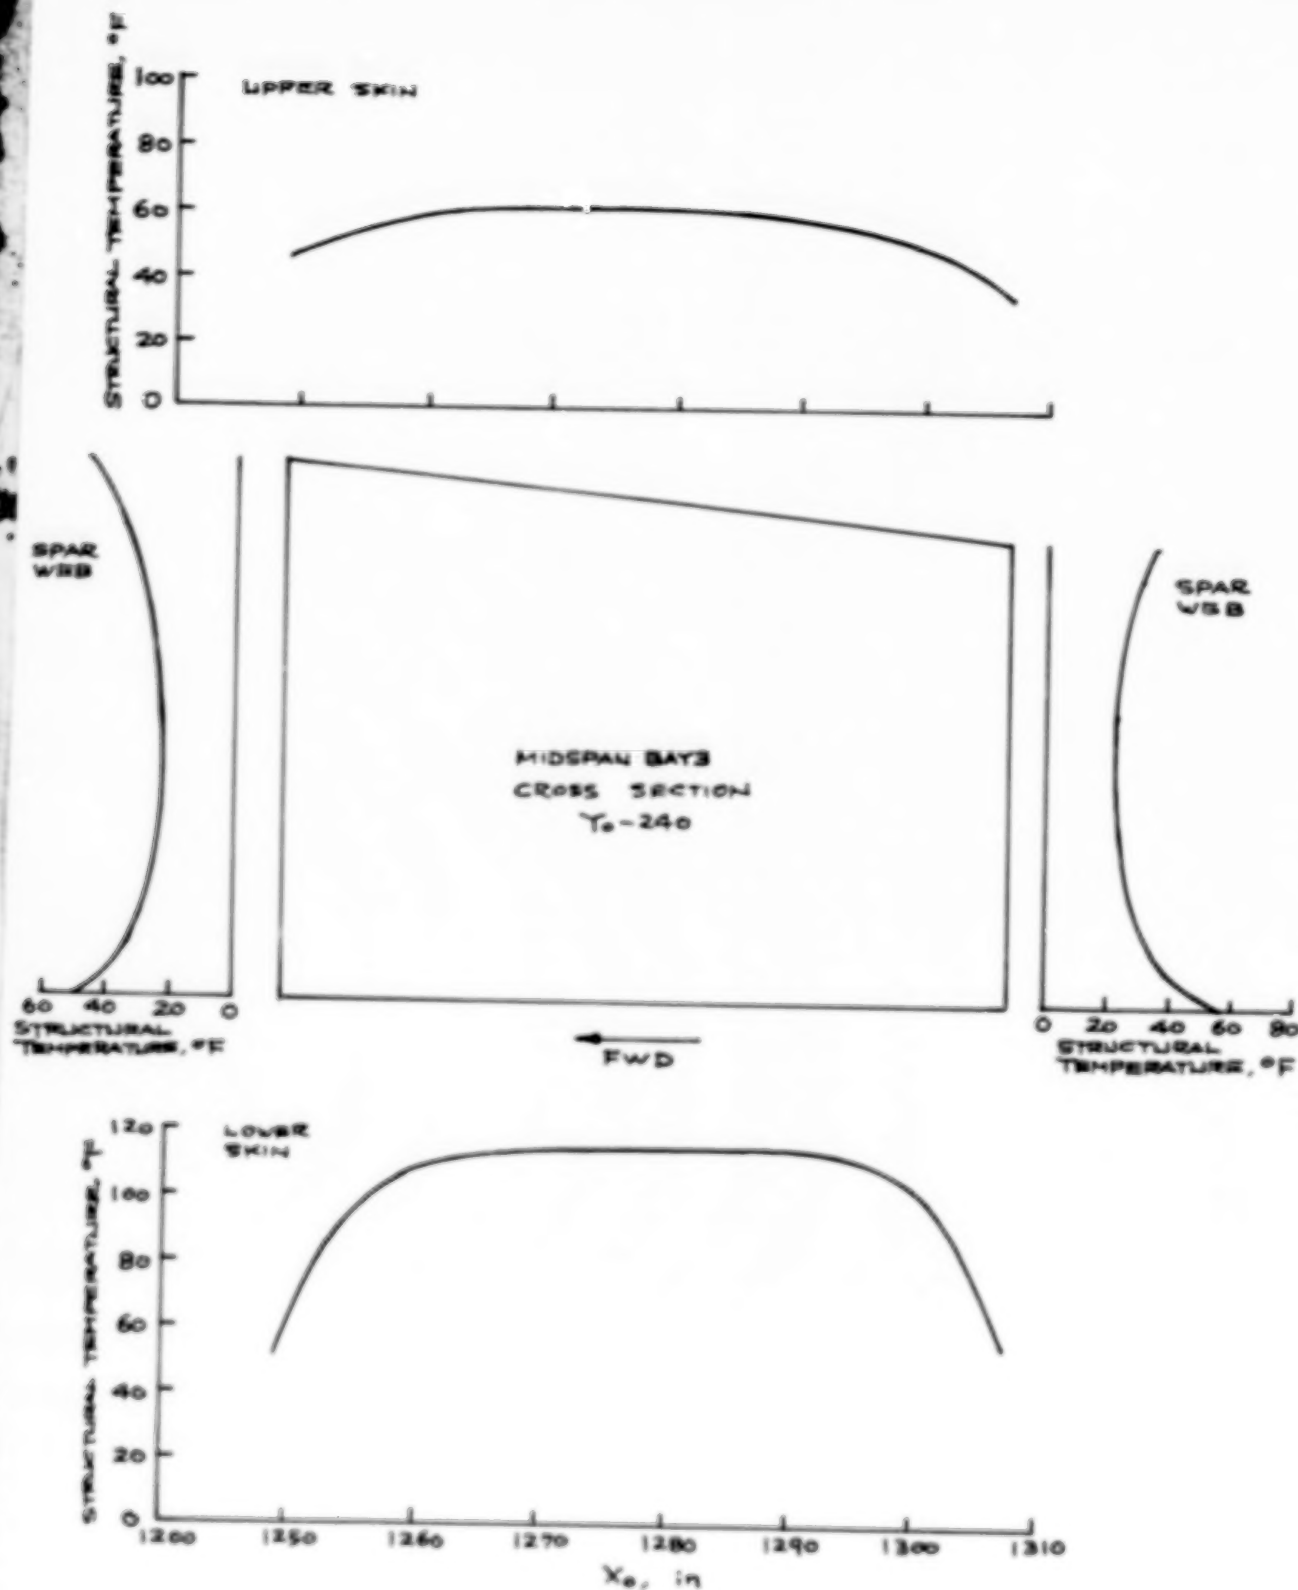 STRUCTURAL TEMPERATURE, °F
100
80
60
40
20
0
UPPER SKIN
SPAR
WEB
60 40 20 0
STRUCTURAL
TEMPERATURE, °F
MIDSPAN BAY3
CROSS SECTION
Yo-240
FWD
SPAR
WEB
0 20 40 60 80
STRUCTURAL
TEMPERATURE, °F
STRUCTURAL TEMPERATURE, °F
120
100
80
60
40
20
0
LOWER
SKIN
1200 1250 1260 1270 1280 1290 1300 1310
Xo, in